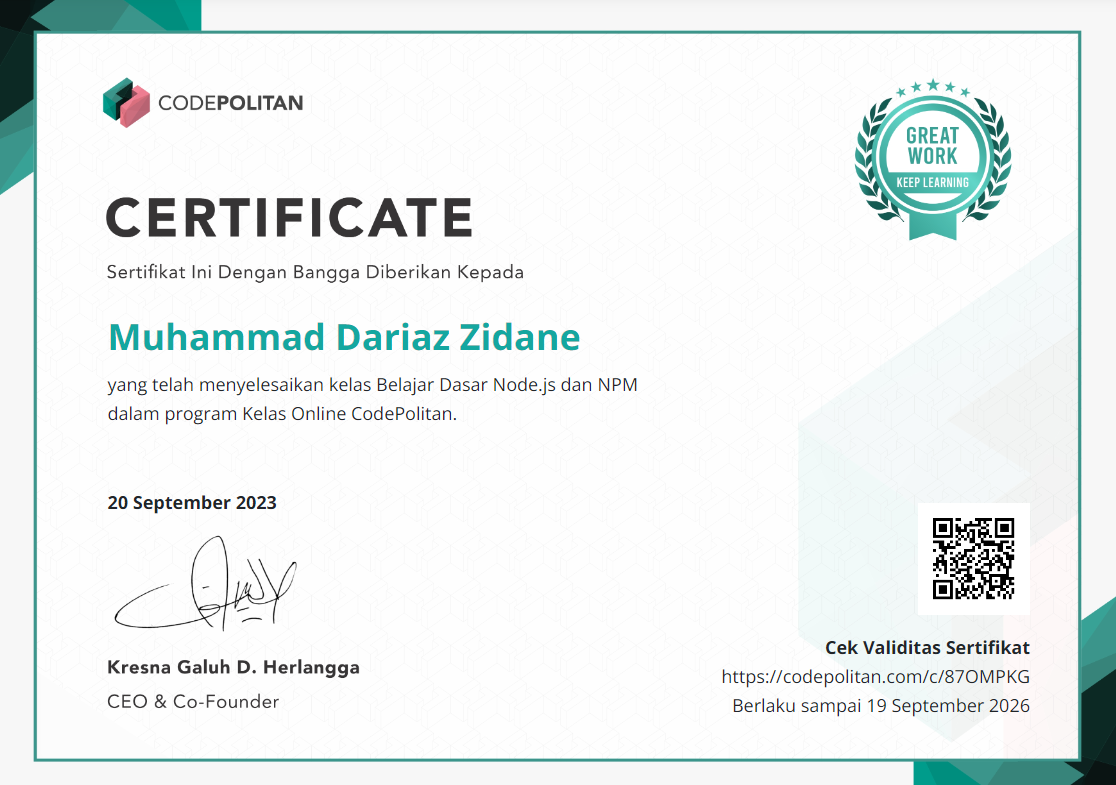 CODEPOLITAN
GREAT
WORK
KEEP LEARNING
CERTIFICATE
Sertifikat Ini Dengan Bangga Diberikan Kepada
Muhammad Dariaz Zidane
yang telah menyelesaikan kelas Belajar Dasar Node.js dan NPM
dalam program Kelas Online CodePolitan.
20 September 2023
Kresna Galuh D. Herlangga
CEO & Co-Founder
Cek Validitas Sertifikat
https://codepolitan.com/c/87OMPKG
Berlaku sampai 19 September 2026